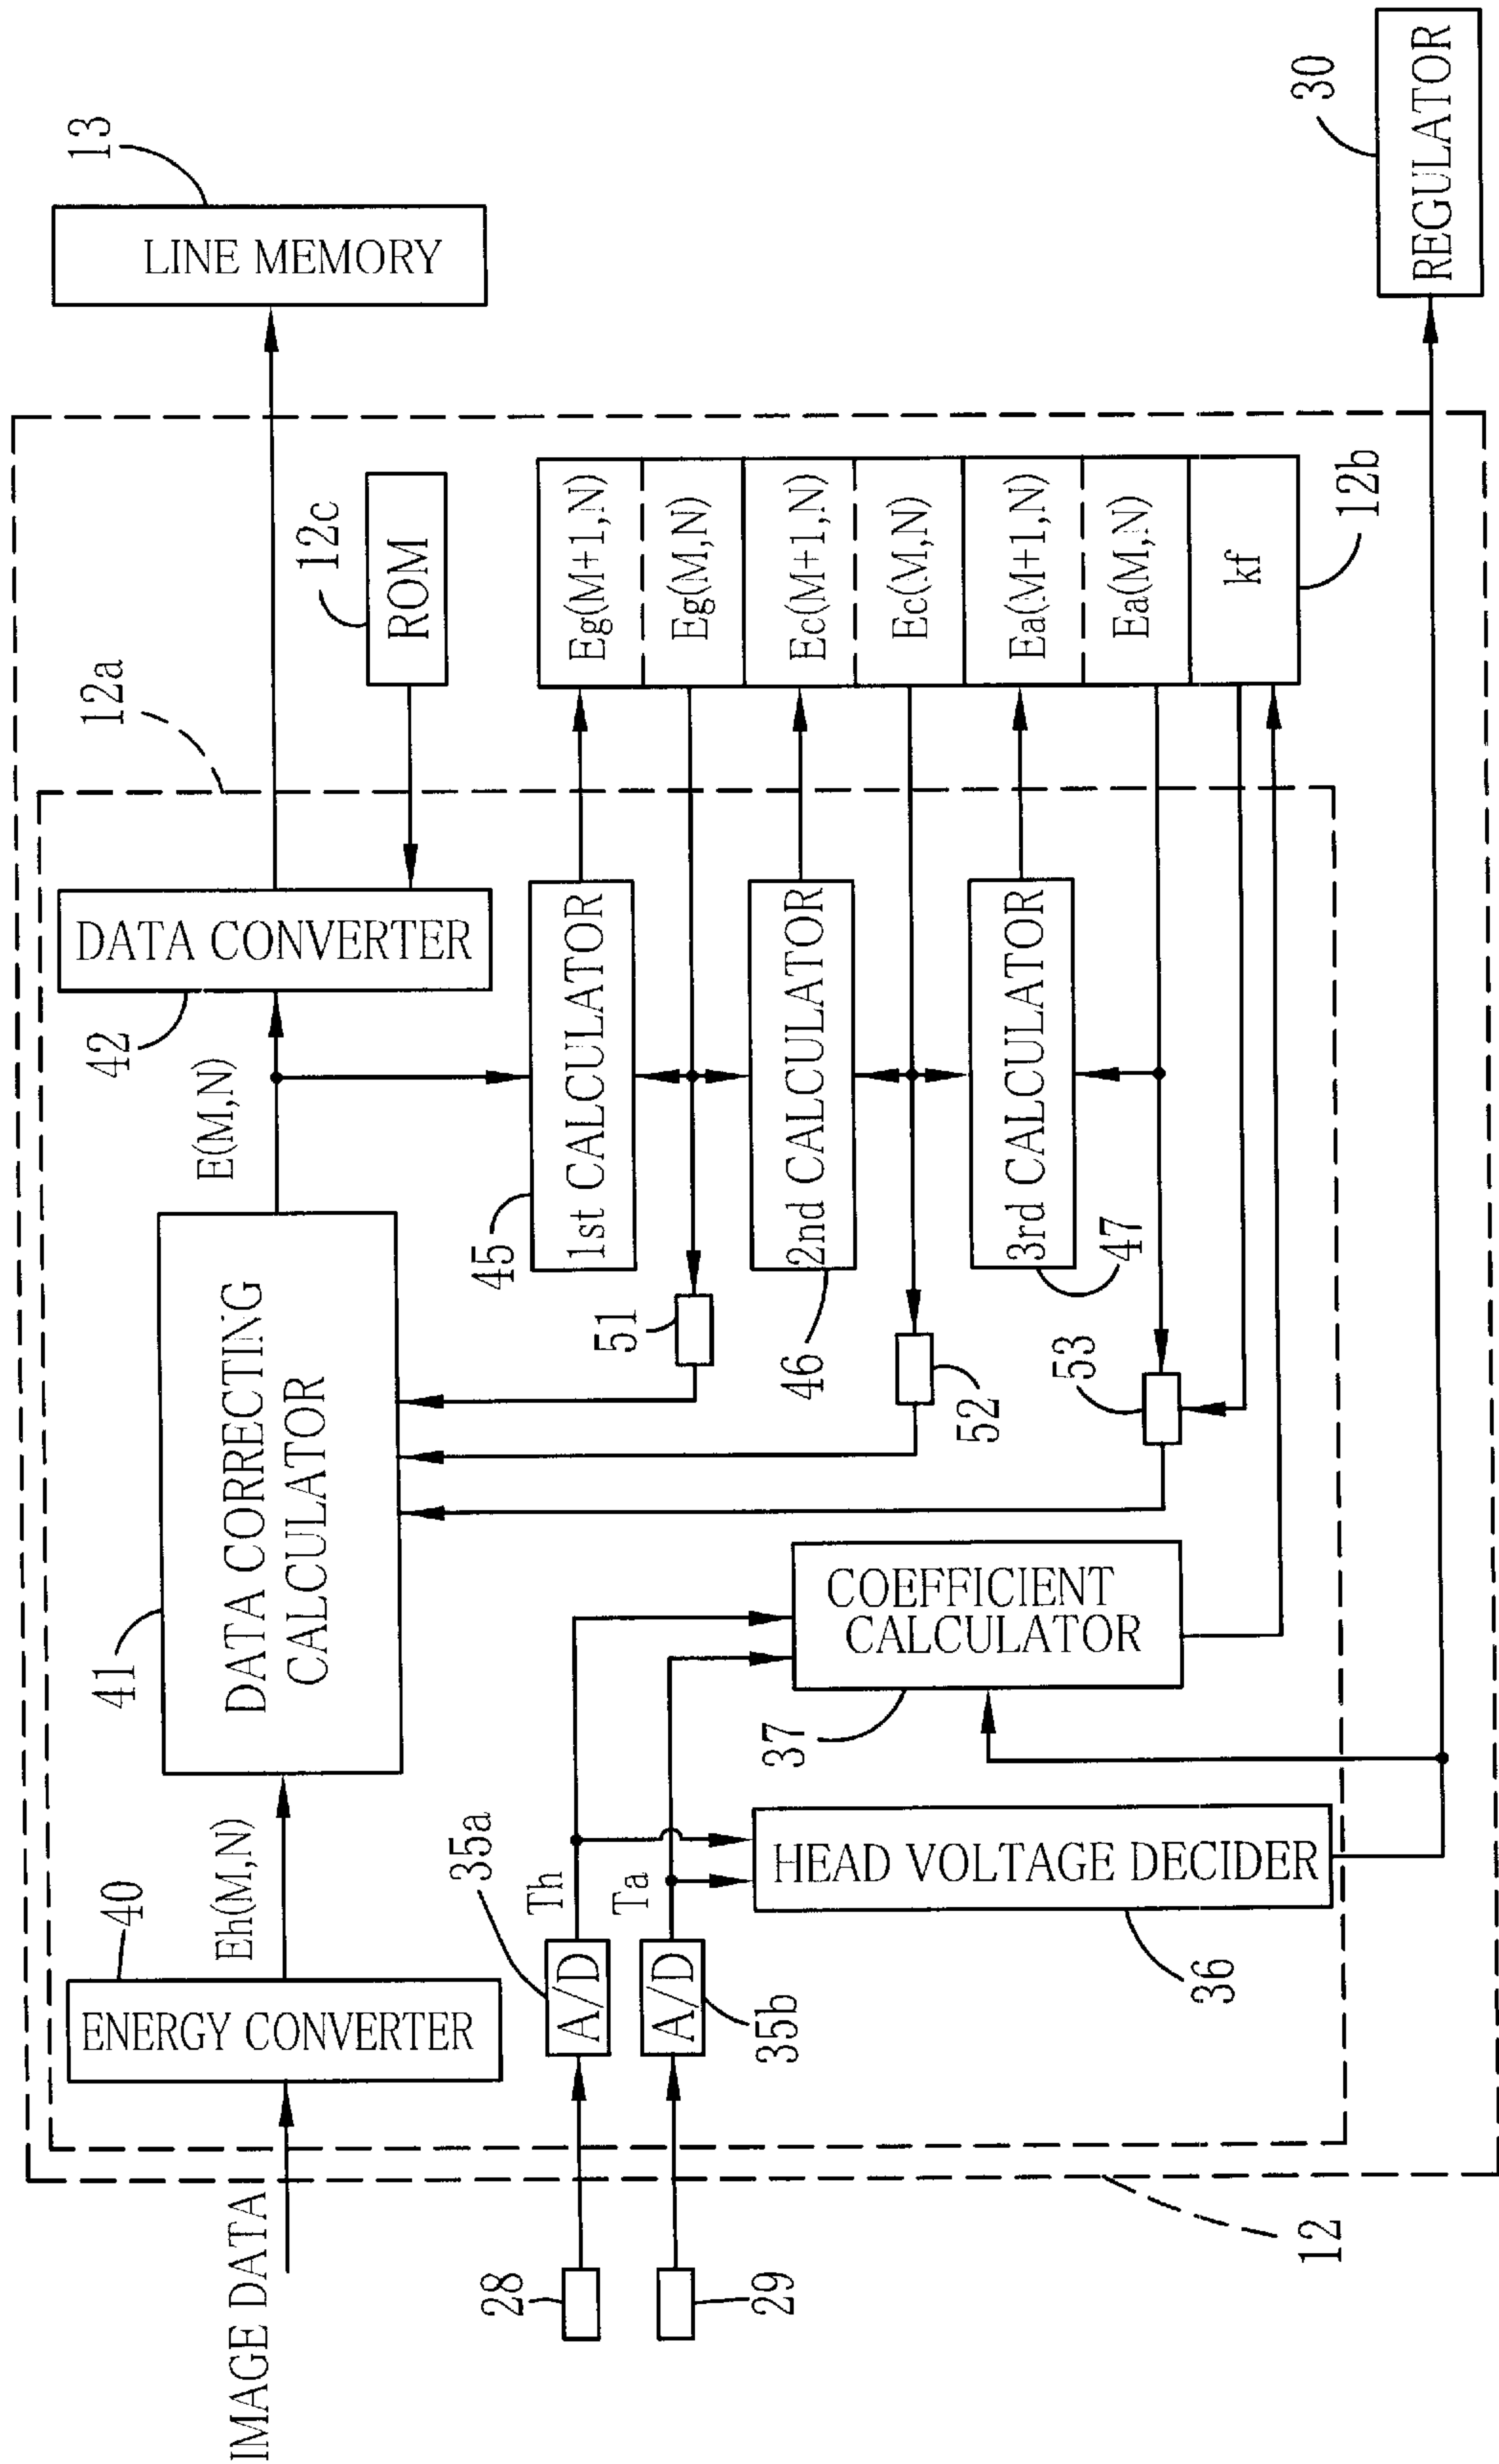 IMAGE DATA
40
ENERGY CONVERTER
Eh(M,N)
41
DATA CORRECTING
CALCULATOR
E(M,N)
42
DATA CONVERTER
12a
12c
ROM
13
LINE MEMORY
28
29
35a
A/D
Th
Ta
A/D
35b
HEAD VOLTAGE DECIDER
36
37
COEFFICIENT
CALCULATOR
45
1st CALCULATOR
51
46
2nd CALCULATOR
52
47
3rd CALCULATOR
53
Eg(M+1,N)
Eg(M,N)
Ec(M+1,N)
Ec(M,N)
Ea(M+1,N)
Ea(M,N)
kf
12b
12
30
REGULATOR